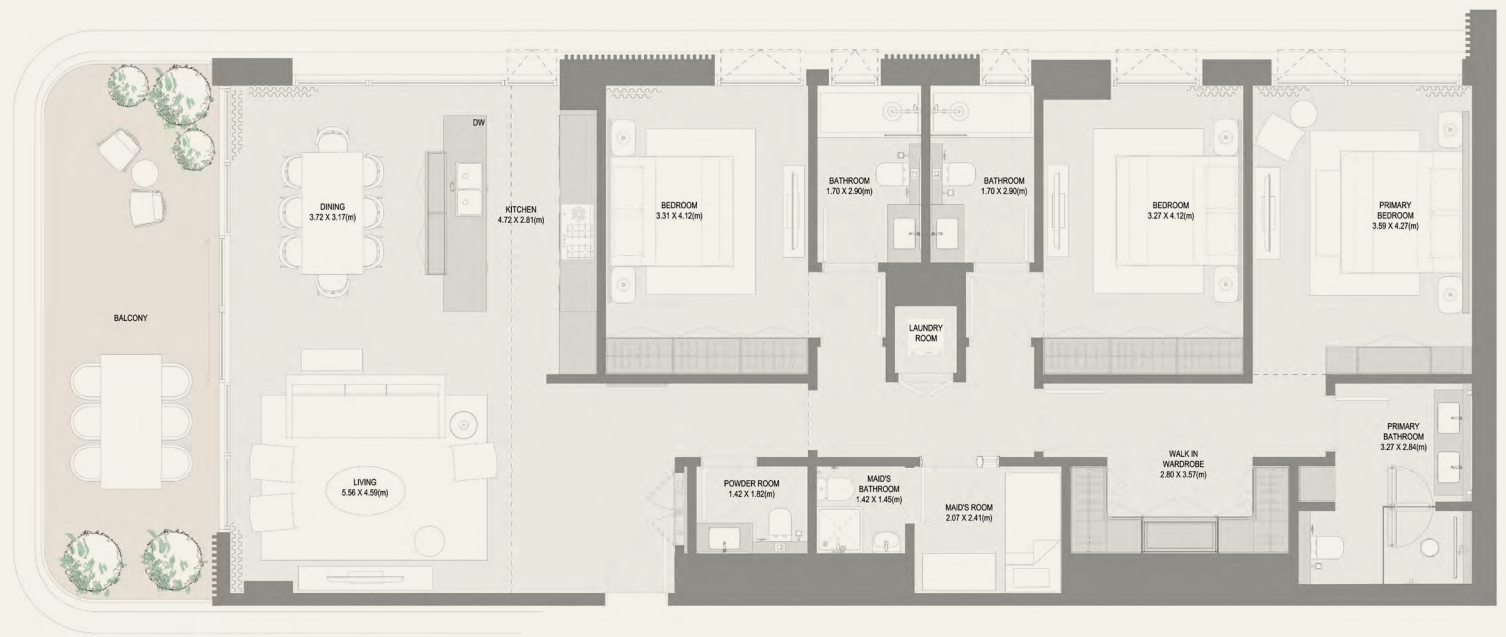 DW
DINING
3.72 X 3.17(m)
KITCHEN
4.72 X 2.81(m)
BEDROOM
3.31 X 4.12(m)
BATHROOM
1.70 X 2.90(m)
BATHROOM
1.70 X 2.90(m)
BEDROOM
3.27 X 4.12(m)
PRIMARY
BEDROOM
3.59 X 4.27(m)
BALCONY
LAUNDRY
ROOM
LIVING
5.56 X 4.59(m)
POWDER ROOM
1.42 X 1.82(m)
MAID'S
BATHROOM
1.42 X 1.45(m)
MAID'S ROOM
2.07 X 2.41(m)
WALK IN
WARDROBE
2.80 X 3.57(m)
PRIMARY
BATHROOM
3.27 X 2.84(m)